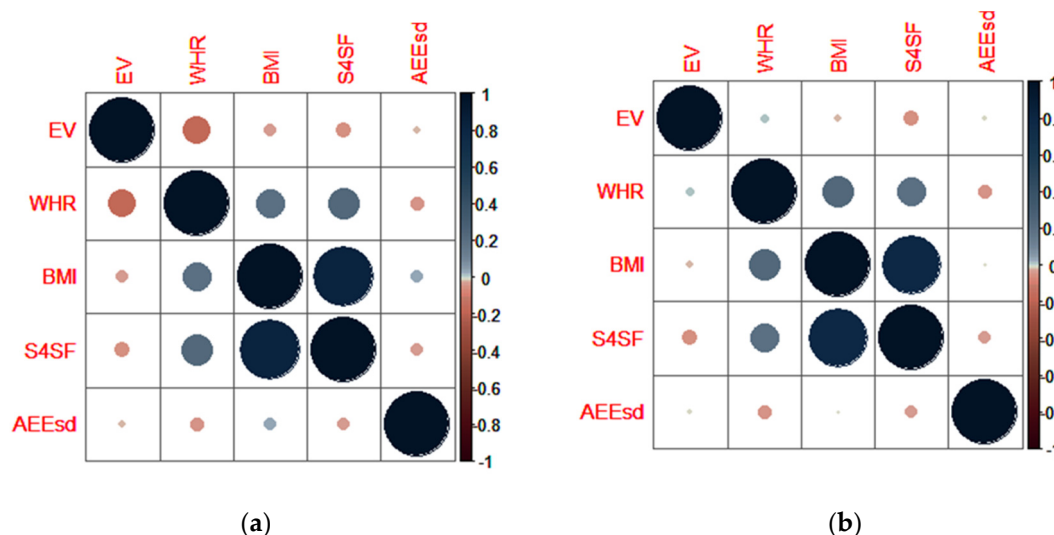 EV WHR BMI S4SF AEEsd
EV
WHR
BMI
S4SF
AEEsd
1
0.8
0.6
0.4
0.2
0
-0.2
-0.4
-0.6
-0.8
-1
(a)
EV WHR BMI S4SF AEEsd
EV
WHR
BMI
S4SF
AEEsd
1
0
(b)